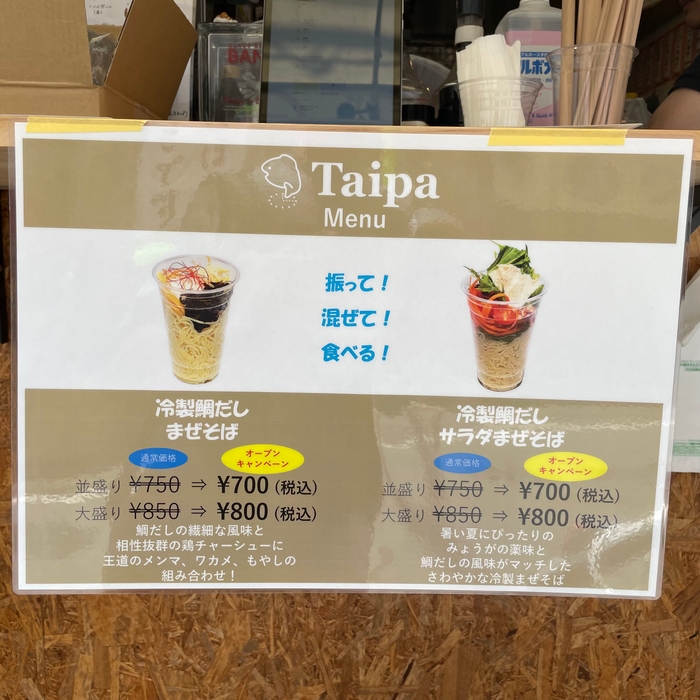 Taipa
Menu
振って！
混ぜて！
食べる！
冷製鯛だし
まぜそば
通常価格
オープン
キャンペーン
並盛り ¥750 ⇒ ¥700 (税込)
大盛り ¥850 ⇒ ¥800 (税込)
鯛だしの繊細な風味と
相性抜群の鶏チャーシューに
王道のメンマ、ワカメ、もやしの
組み合わせ！
冷製鯛だし
サラダまぜそば
通常価格
オープン
キャンペーン
並盛り ¥750 ⇒ ¥700 (税込)
大盛り ¥850 ⇒ ¥800 (税込)
暑い夏にぴったりの
みょうがの薬味と
鯛だしの風味がマッチした
さわやかな冷製まぜそば